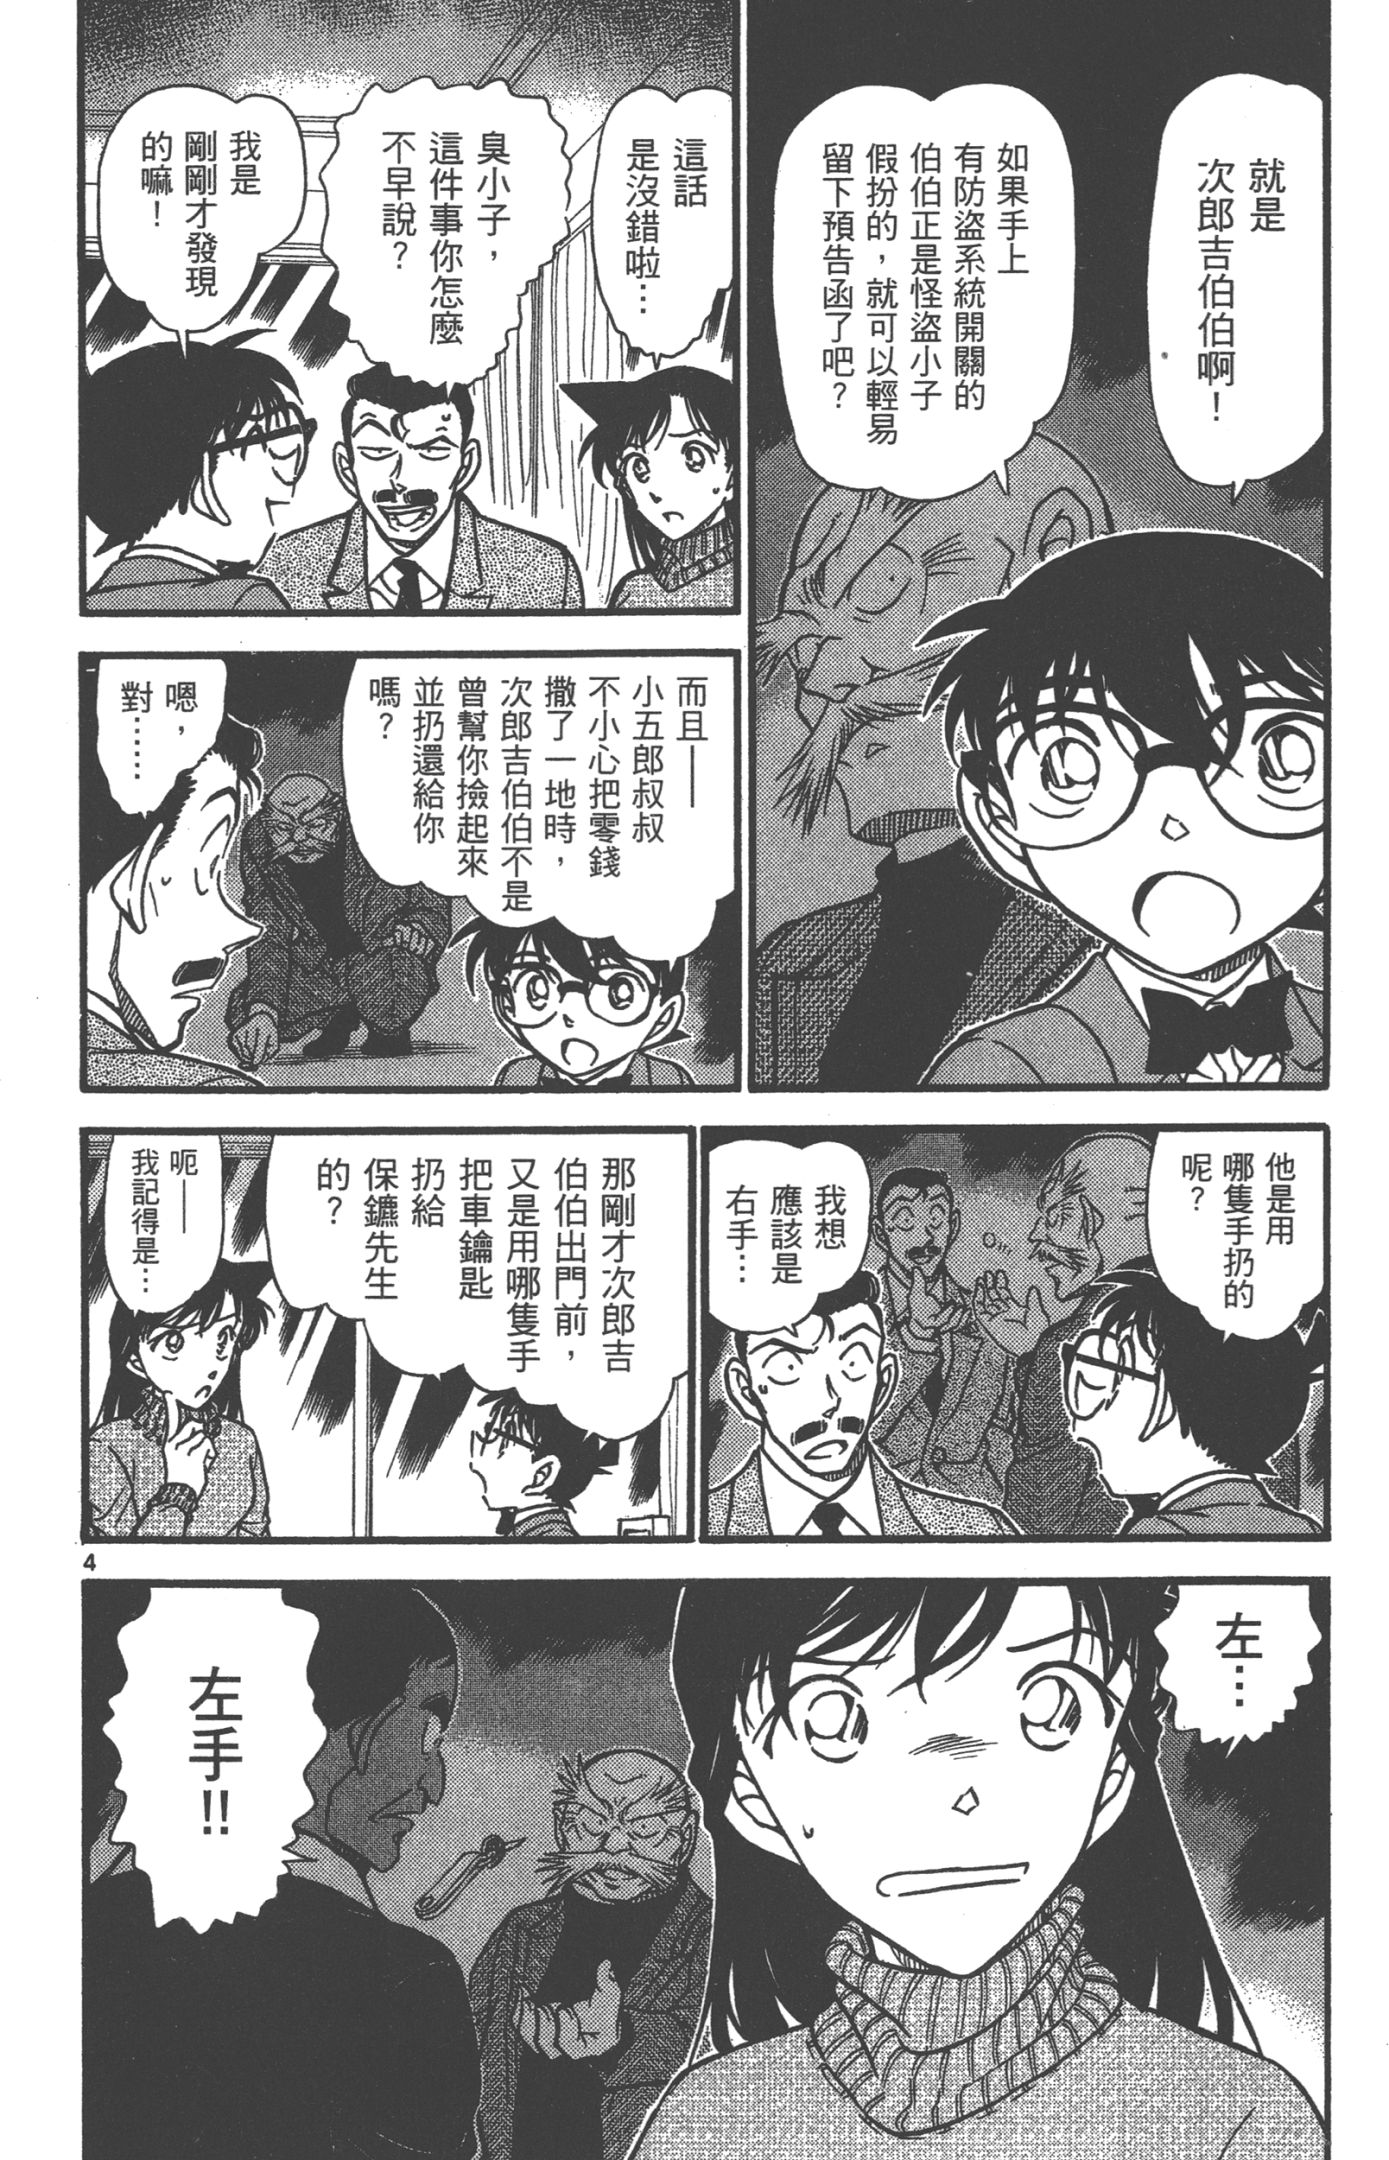 就是
次郎吉伯伯啊！
如果手上
有防盜系統開關的
伯伯正是怪盜小子
假扮的，就可以輕易
留下預告函了吧？
這話
是沒錯啦…
臭小子，
這件事你怎麼
不早說？
我是
剛剛才發現
的嘛！
而且——
小五郎叔叔
不小心把零錢
撒了一地時，
次郎吉伯伯不是
曾幫你撿起來
並扔還給你
嗎？
嗯，
對……
他是用
哪隻手扔的
呢？
我想
應該是
右手…
那剛才次郎吉
伯伯出門前，
又是用哪隻手
把車鑰匙
扔給
保鑣先生
的？
呃——
我記得是…
4
左…
左手!!